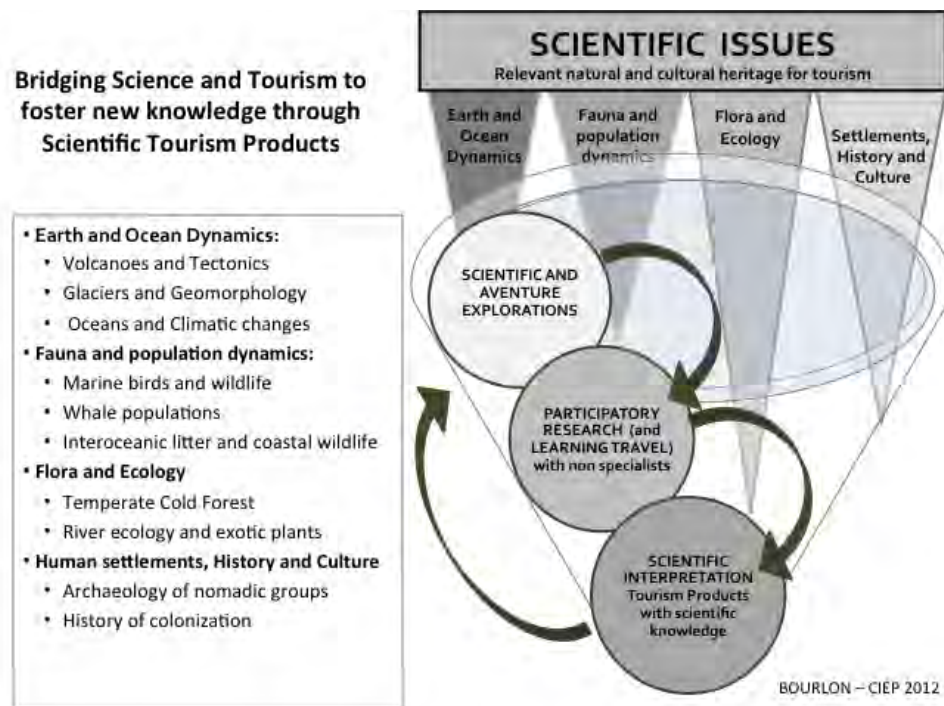 Bridging Science and Tourism to
foster new knowledge through
Scientific Tourism Products
• Earth and Ocean Dynamics:
• Volcanoes and Tectonics
• Glaciers and Geomorphology
• Oceans and Climatic changes
• Fauna and population dynamics:
• Marine birds and wildlife
• Whale populations
• Interoceanic litter and coastal wildlife
• Flora and Ecology
• Temperate Cold Forest
• River ecology and exotic plants
• Human settlements, History and Culture
• Archaeology of nomadic groups
• History of colonization
SCIENTIFIC ISSUES
Relevant natural and cultural heritage for tourism
Earth and
Ocean
Dynamics
Fauna and
population
dynamics
Flora and
Ecology
Settlements,
History and
Culture
SCIENTIFIC AND
AVENTURE
EXPLORATIONS
PARTICIPATORY
RESEARCH (and
LEARNING TRAVEL)
with non specialists
SCIENTIFIC
INTERPRETATION
Tourism Products
with scientific
knowledge
BOURLON – CIEP 2012